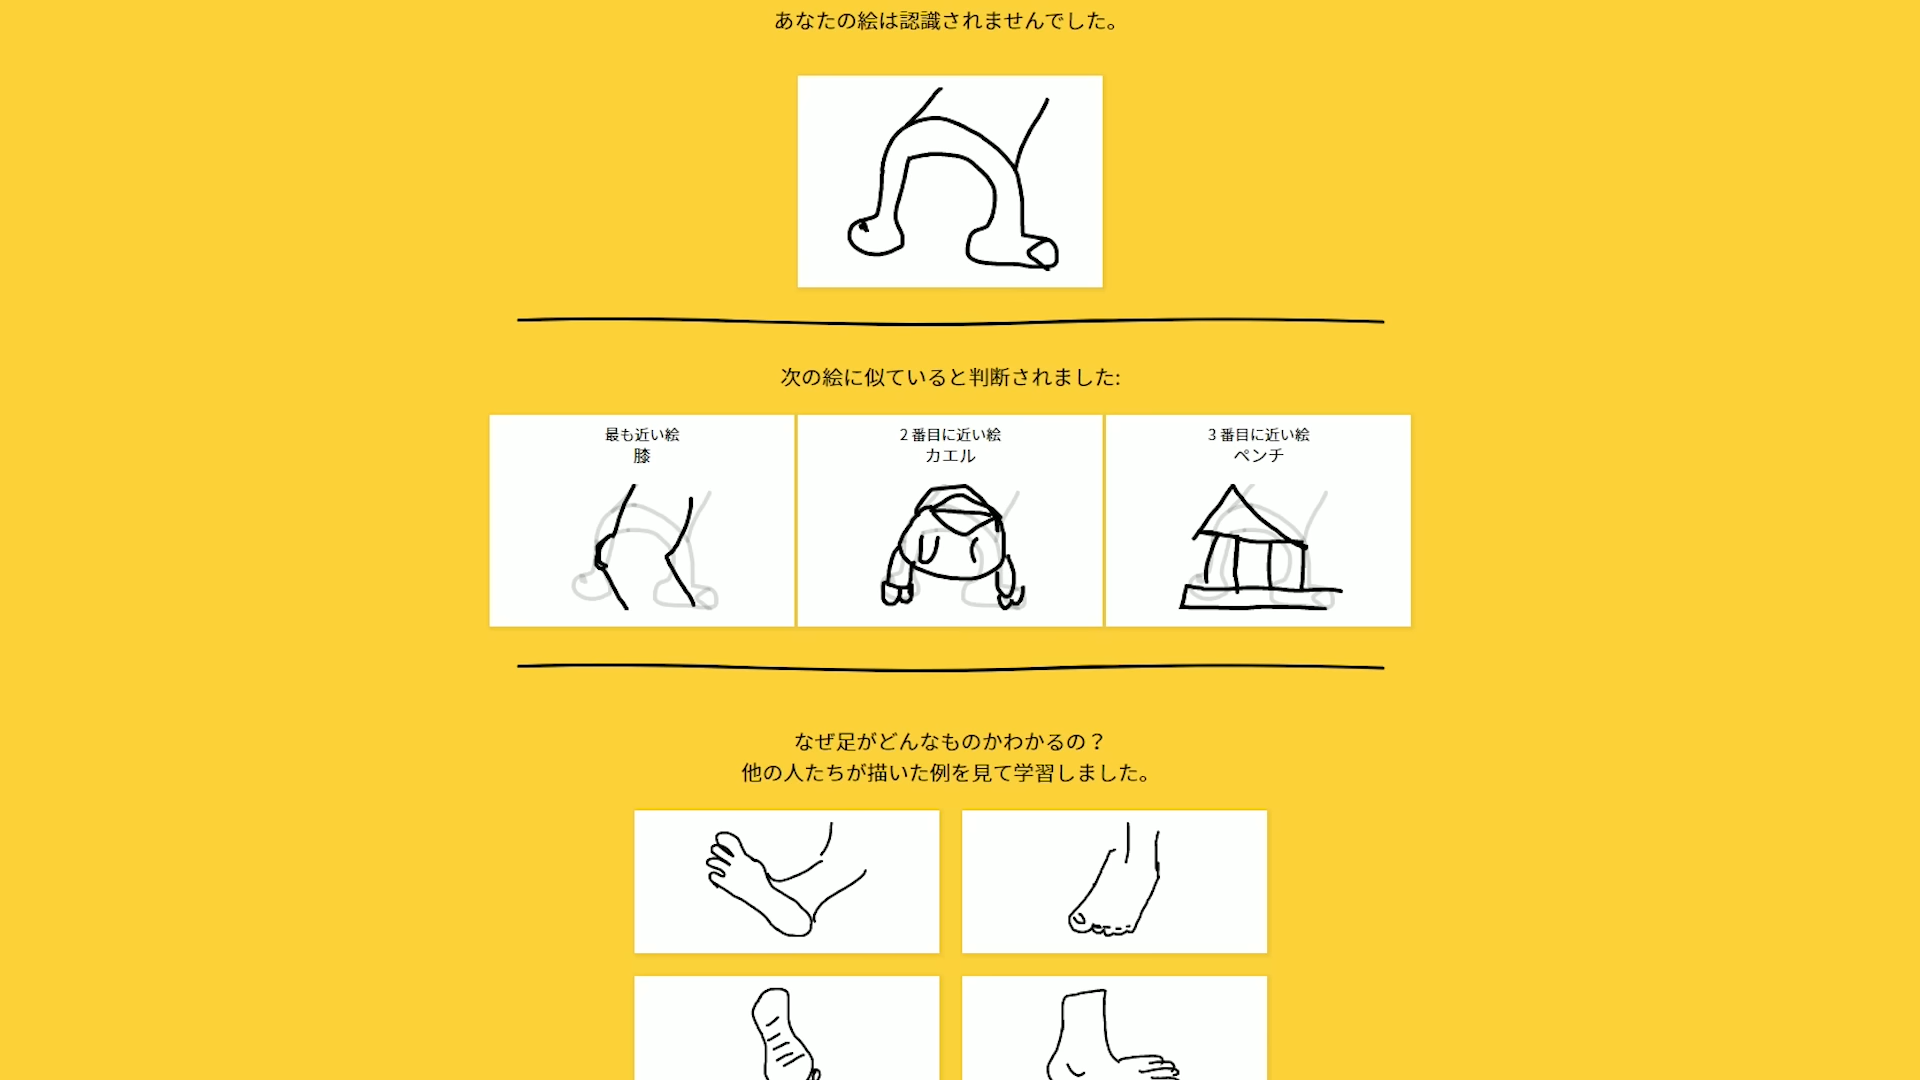 あなたの絵は認識されませんでした。
次の絵に似ていると判断されました:
最も近い絵
膝
2 番目に近い絵
カエル
3 番目に近い絵
ペンチ
なぜ足がどんなものかわかるの？
他の人たちが描いた例を見て学習しました。